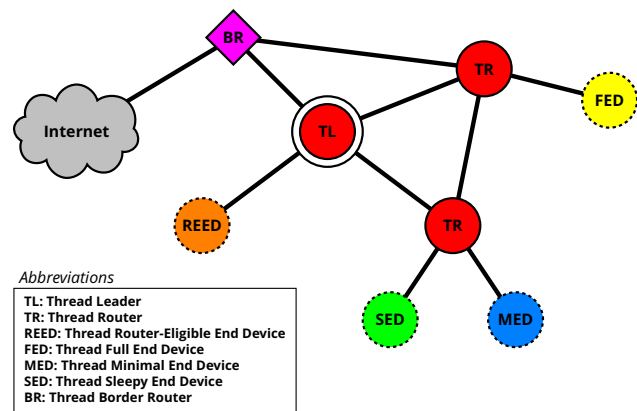 BR
TR
FED
Internet
TL
REED
TR
SED
MED
Abbreviations
TL: Thread Leader
TR: Thread Router
REED: Thread Router-Eligible End Device
FED: Thread Full End Device
MED: Thread Minimal End Device
SED: Thread Sleepy End Device
BR: Thread Border Router